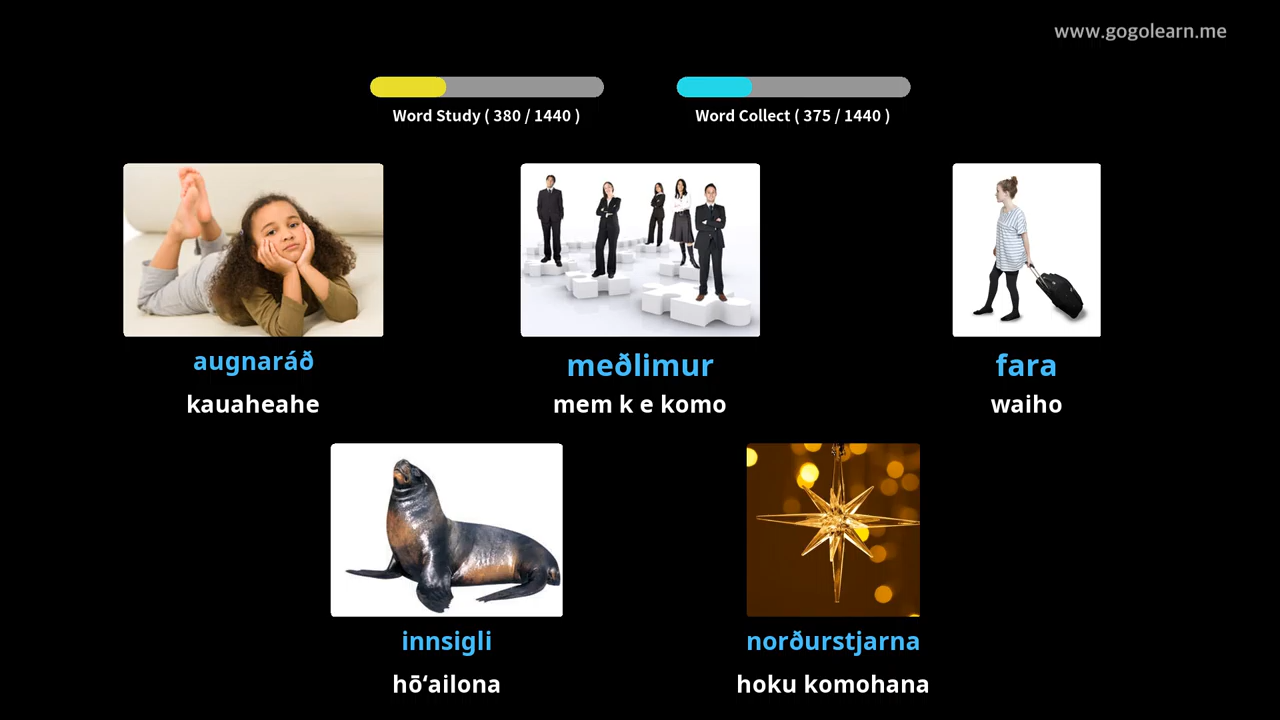 www.gogolearn.me
Word Study ( 380 / 1440 )
Word Collect ( 375 / 1440 )
augnaráð
meðlimur
fara
kauaheahe
mem k e komo
waiho
innsigli
norðurstjarna
hōʻailona
hoku komohana